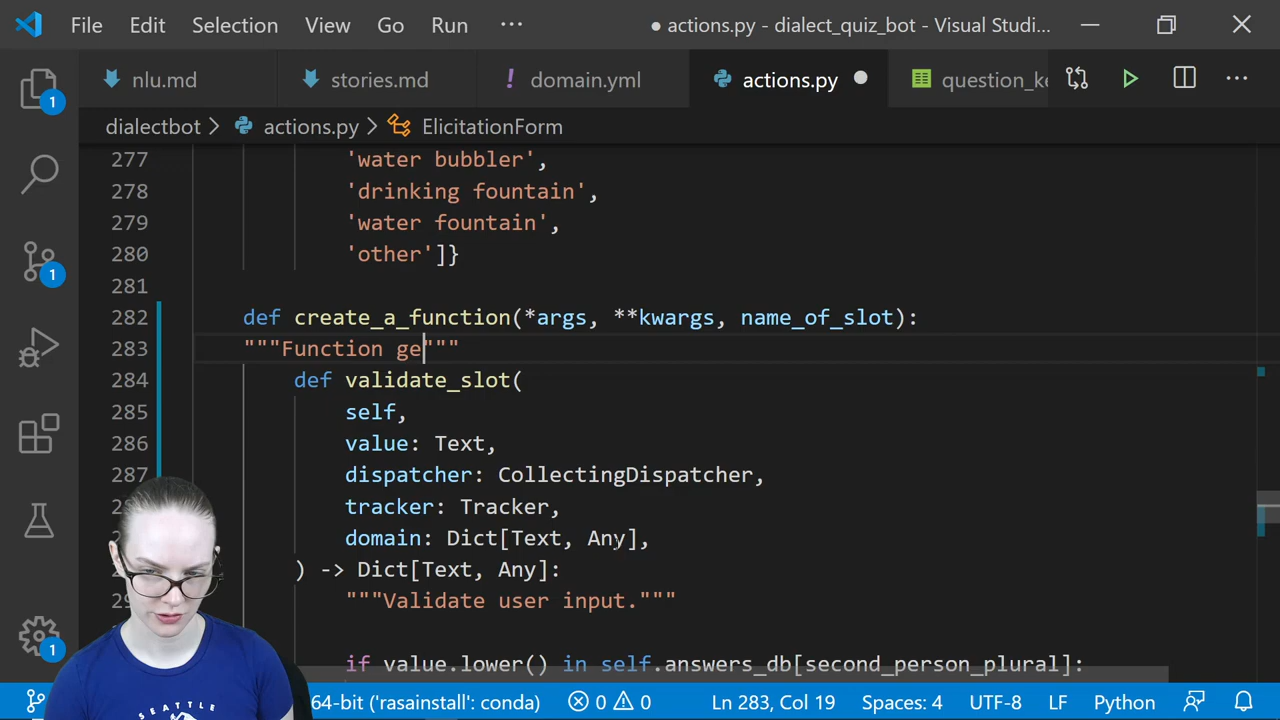 File Edit Selection View Go Run ··· ● actions.py - dialect_quiz_bot - Visual Studi...
nlu.md stories.md ! domain.yml actions.py question_ke
dialectbot > actions.py > ElicitationForm
277 'water bubbler',
278 'drinking fountain',
279 'water fountain',
280 'other']}
281
282 def create_a_function(*args, **kwargs, name_of_slot):
283 """Function ge"""
284 def validate_slot(
285 self,
286 value: Text,
287 dispatcher: CollectingDispatcher,
tracker: Tracker,
domain: Dict[Text, Any],
) -> Dict[Text, Any]:
"""Validate user input."""
if value.lower() in self.answers_db[second_person_plural]:
1
1
1
SEATTLE
64-bit ('rasainstall': conda) 0 0 Ln 283, Col 19 Spaces: 4 UTF-8 LF Python